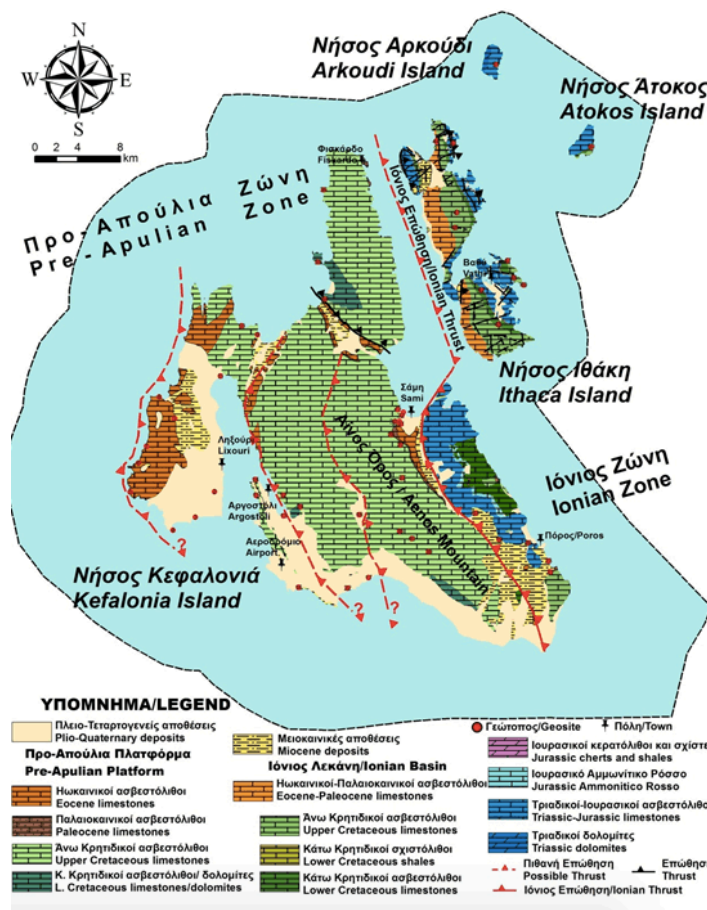 Νήσος Αρκούδι
Arkoudi Island
Νήσος Άτοκος
Atokos Island
N
W
E
S
0 2 4 8
km
Φισκάρδο
Fiscardo
Προ-Απούλια Ζώνη
Pre-Apulian Zone
Ιόνιος Επώθηση/Ionian Thrust
Βαθύ
Vathy
Νήσος Ιθάκη
Ithaca Island
Σάμη
Sami
Ληξούρι
Lixouri
Αίνος Όρος / Aenos Mountain
Ιόνιος Ζώνη
Ionian Zone
Αργοστόλι
Argostoli
Αεροδρόμιο
Airport
Πόρος/Poros
?
?
?
Νήσος Κεφαλονιά
Kefalonia Island
ΥΠΟΜΝΗΜΑ/LEGEND
Πλειο-Τεταρτογενείς αποθέσεις
Plio-Quaternary deposits
Προ-Απούλια Πλατφόρμα
Pre-Apulian Platform
Ηωκαινικοί ασβεστόλιθοι
Eocene limestones
Παλαιοκαινικοί ασβεστόλιθοι
Paleocene limestones
Άνω Κρητιδικοί ασβεστόλιθοι
Upper Cretaceous limestones
Κ. Κρητιδικοί ασβεστόλιθοι/ δολομίτες
L. Cretaceous limestones/dolomites
Μειοκαινικές αποθέσεις
Miocene deposits
Ιόνιος Λεκάνη/Ionian Basin
Ηωκαινικοί-Παλαιοκαινικοί ασβεστόλιθοι
Eocene-Paleocene limestones
Άνω Κρητιδικοί ασβεστόλιθοι
Upper Cretaceous limestones
Κάτω Κρητιδικοί σχιστόλιθοι
Lower Cretaceous shales
Κάτω Κρητιδικοί ασβεστόλιθοι
Lower Cretaceous limestones
Γεώτοπος/Geosite
Πόλη/Town
Ιουρασικοί κερατόλιθοι και σχίστε
Jurassic cherts and shales
Ιουρασικό Αμμωνίτικο Ρόσσο
Jurassic Ammonitico Rosso
Τριαδικοί-Ιουρασικοί ασβεστόλιθο
Triassic-Jurassic limestones
Τριαδικοί δολομίτες
Triassic dolomites
Πιθανή Επώθηση
Possible Thrust
Επώθησ
Thrust
Ιόνιος Επώθηση/Ionian Thrust